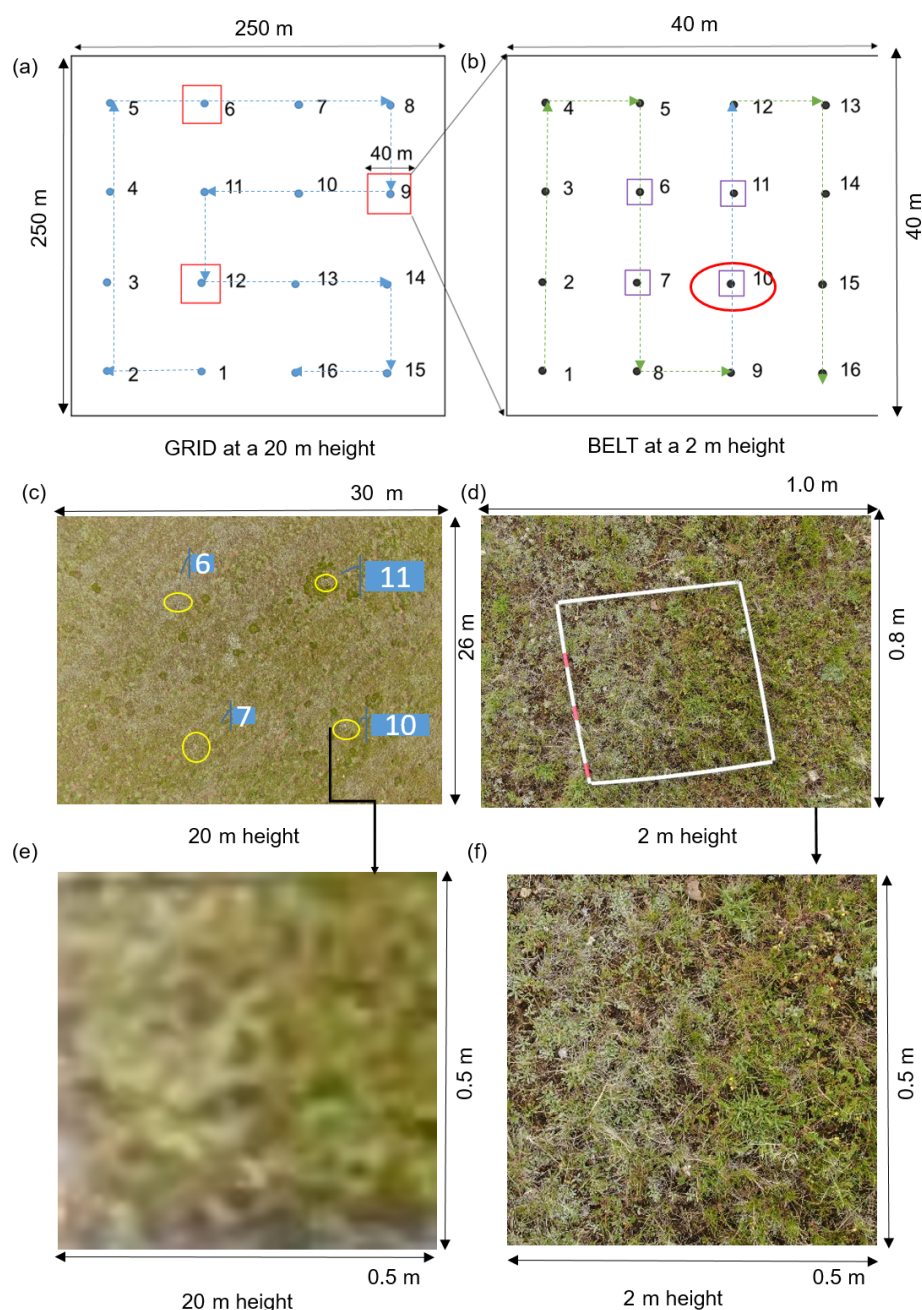 250 m
40 m
(a)
(b)
5
6
7
8
4
5
12
13
40 m
4
11
10
9
3
6
11
14
250 m
40 m
3
12
13
14
2
7
10
15
2
1
16
15
1
8
9
16
GRID at a 20 m height
BELT at a 2 m height
(c)
30 m
(d)
1.0 m
6
11
26 m
0.8 m
7
10
20 m height
2 m height
(e)
(f)
0.5 m
0.5 m
0.5 m
0.5 m
20 m height
2 m height